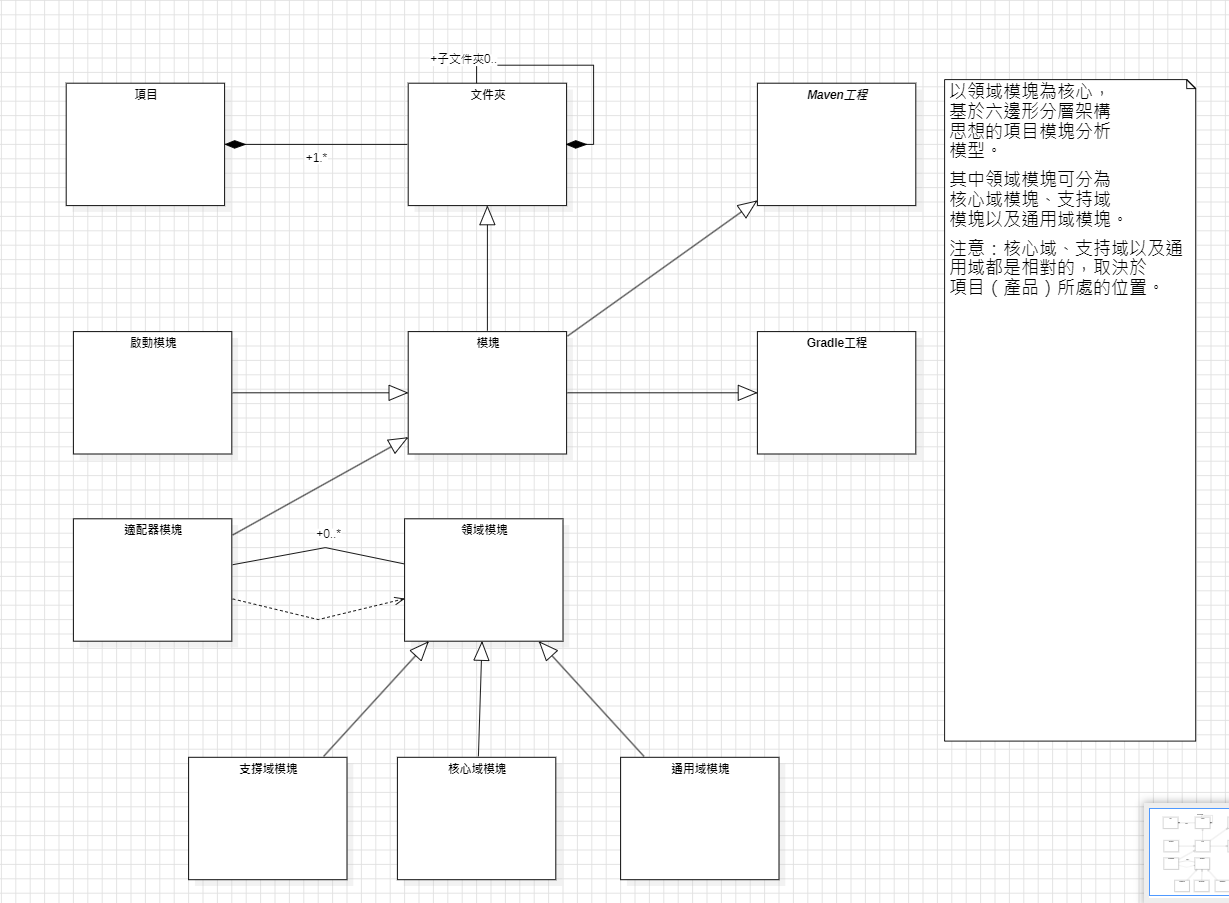 +子文件夾0..
項目
文件夾
Maven工程
+1.*
以領域模塊為核心，
基於六邊形分層架構
思想的項目模塊分析
模型。
其中領域模塊可分為
核心域模塊、支持域
模塊以及通用域模塊。
注意：核心域、支持域以及通
用域都是相對的，取決於
項目（產品）所處的位置。
啟動模塊
模塊
Gradle工程
適配器模塊
+0..*
領域模塊
支撐域模塊
核心域模塊
通用域模塊